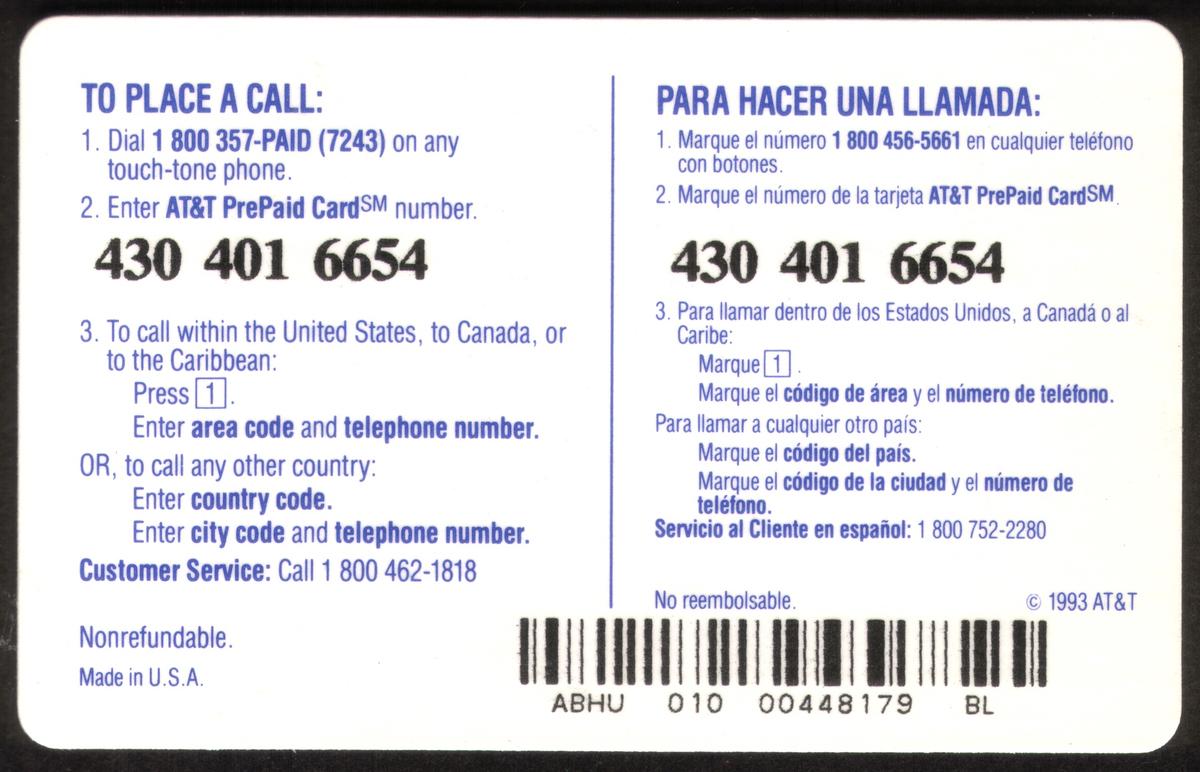 TO PLACE A CALL:
1. Dial 1 800 357-PAID (7243) on any
touch-tone phone.
2. Enter AT&T PrePaid Card℠ number.
430 401 6654
3. To call within the United States, to Canada, or
to the Caribbean:
Press 1.
Enter area code and telephone number.
OR, to call any other country:
Enter country code.
Enter city code and telephone number.
Customer Service: Call 1 800 462-1818
Nonrefundable.
Made in U.S.A.
PARA HACER UNA LLAMADA:
1. Marque el número 1 800 456-5661 en cualquier teléfono
con botones.
2. Marque el número de la tarjeta AT&T PrePaid Card℠.
430 401 6654
3. Para llamar dentro de los Estados Unidos, a Canadá o al
Caribe:
Marque 1.
Marque el código de área y el número de teléfono.
Para llamar a cualquier otro país:
Marque el código del país.
Marque el código de la ciudad y el número de
teléfono.
Servicio al Cliente en español: 1 800 752-2280
No reembolsable. © 1993 AT&T
ABHU 010 00448179 BL